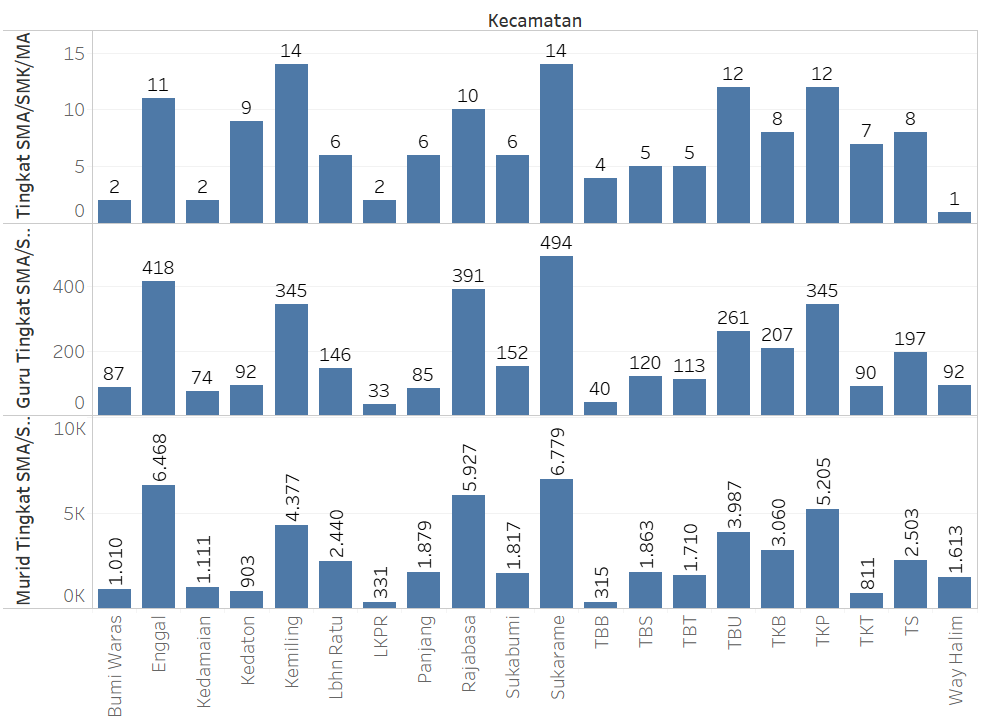 Kecamatan
Tingkat SMA/SMK/MA
15
10
5
0
2
11
2
9
14
6
2
6
10
6
14
4
5
5
12
8
12
7
8
1
Guru Tingkat SMA/S..
400
200
0
87
418
74
92
345
146
33
85
391
152
494
40
120
113
261
207
345
90
197
92
Murid Tingkat SMA/S..
10K
5K
0K
1.010
6.468
1.111
903
4.377
2.440
331
1.879
5.927
1.817
6.779
315
1.863
1.710
3.987
3.060
5.205
811
2.503
1.613
Bumi Waras
Enggal
Kedamaian
Kedaton
Kemiling
Lbhn Ratu
LKPR
Panjang
Rajabasa
Sukabumi
Sukarame
TBB
TBS
TBT
TBU
TKB
TKP
TKT
TS
Way Halim